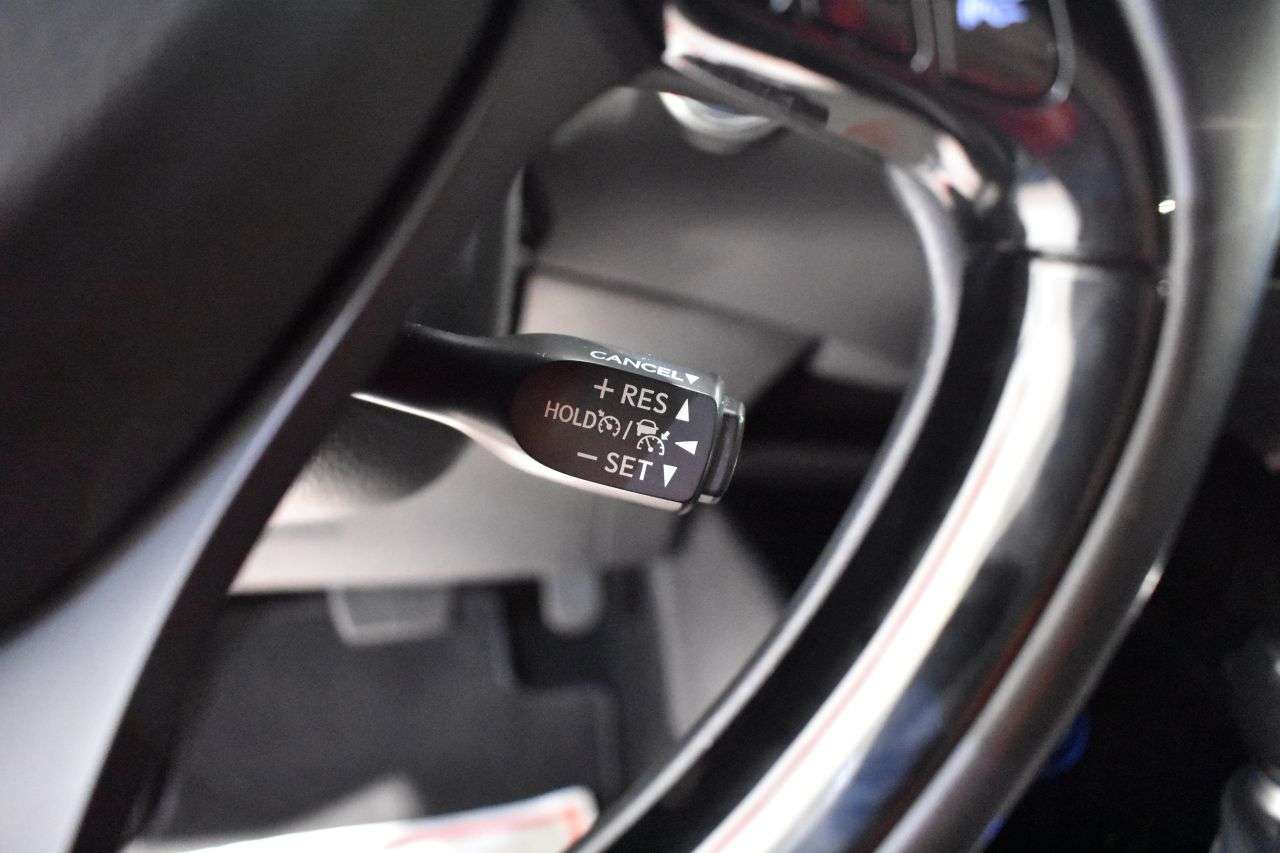 CANCEL▼
+ RES ▲
HOLD / ◀
− SET ▼